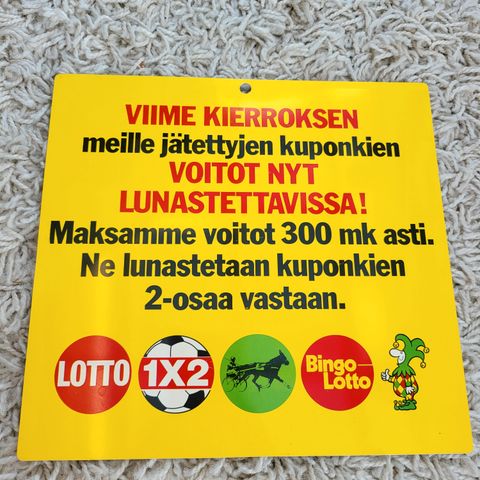 VIIME KIERROKSEN
meille jätettyjen kuponkien
VOITOT NYT
LUNASTETTAVISSA!
Maksamme voitot 300 mk asti.
Ne lunastetaan kuponkien
2-osaa vastaan.
LOTTO
1X2
Bingo-
Lotto